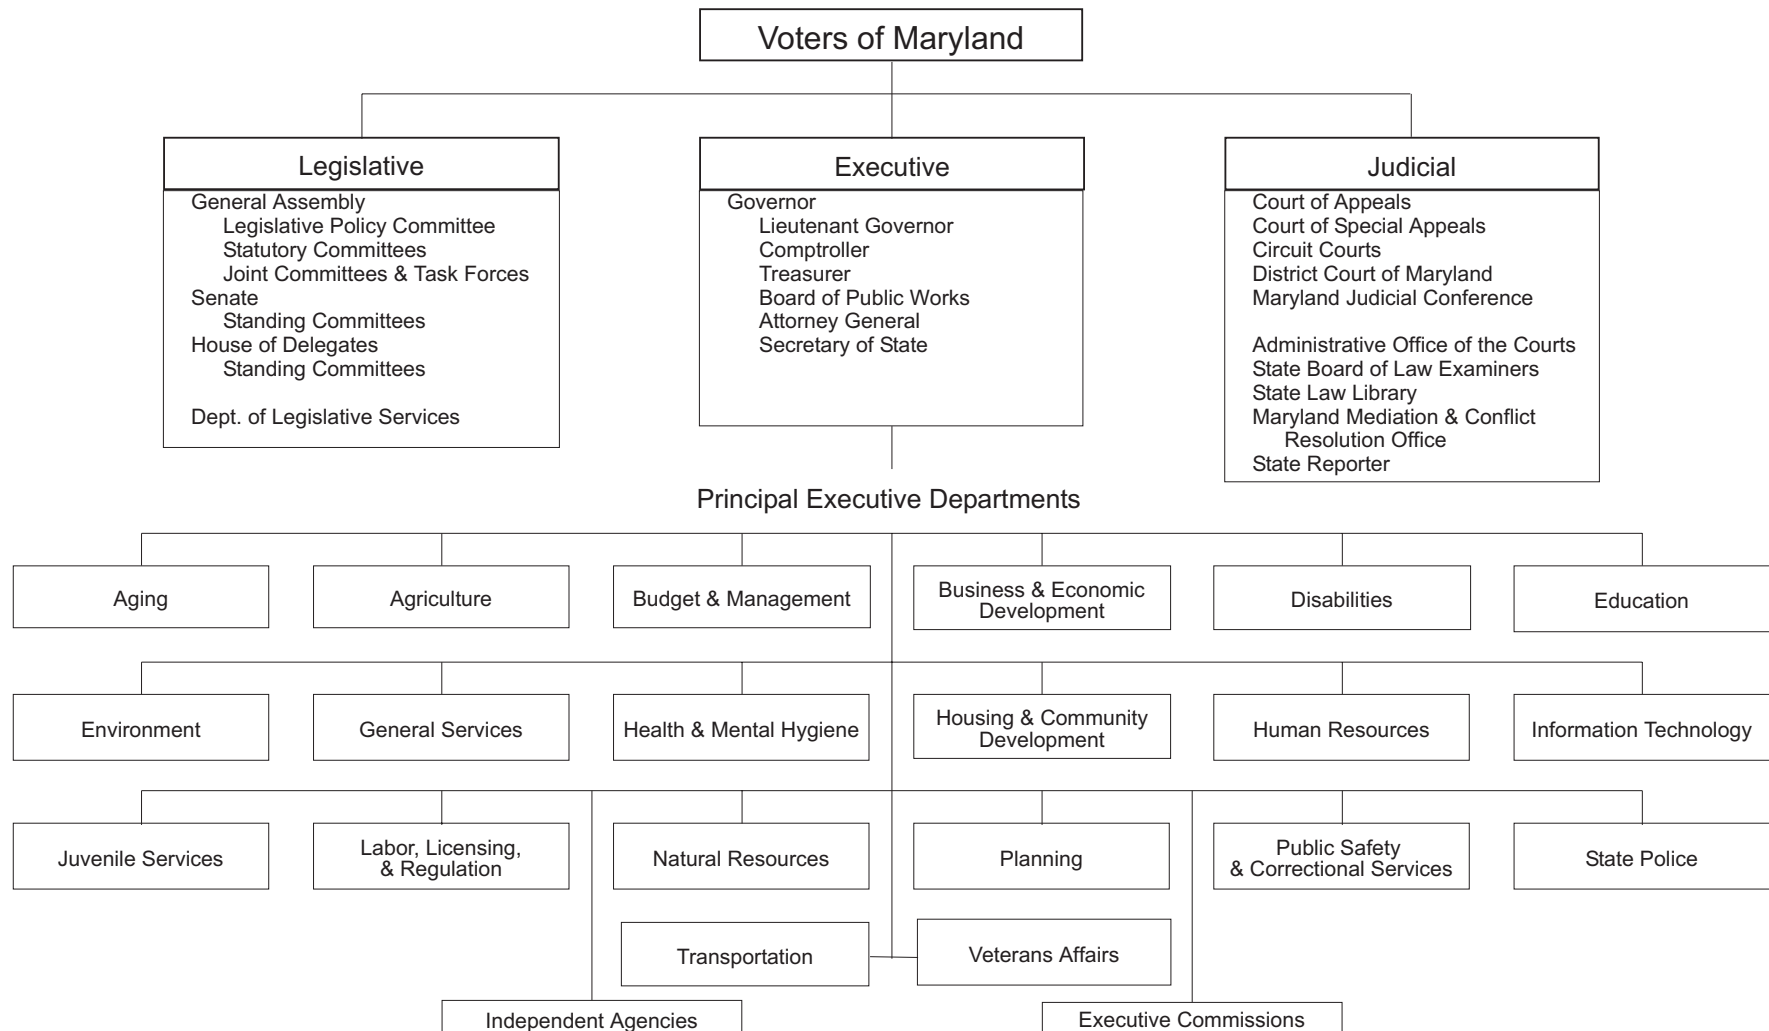 Voters of Maryland
Legislative
General Assembly
Legislative Policy Committee
Statutory Committees
Joint Committees & Task Forces
Senate
Standing Committees
House of Delegates
Standing Committees
Dept. of Legislative Services
Executive
Governor
Lieutenant Governor
Comptroller
Treasurer
Board of Public Works
Attorney General
Secretary of State
Judicial
Court of Appeals
Court of Special Appeals
Circuit Courts
District Court of Maryland
Maryland Judicial Conference
Administrative Office of the Courts
State Board of Law Examiners
State Law Library
Maryland Mediation & Conflict
Resolution Office
State Reporter
Principal Executive Departments
Aging
Agriculture
Budget & Management
Business & Economic
Development
Disabilities
Education
Environment
General Services
Health & Mental Hygiene
Housing & Community
Development
Human Resources
Information Technology
Juvenile Services
Labor, Licensing,
& Regulation
Natural Resources
Planning
Public Safety
& Correctional Services
State Police
Transportation
Veterans Affairs
Independent Agencies
Executive Commissions